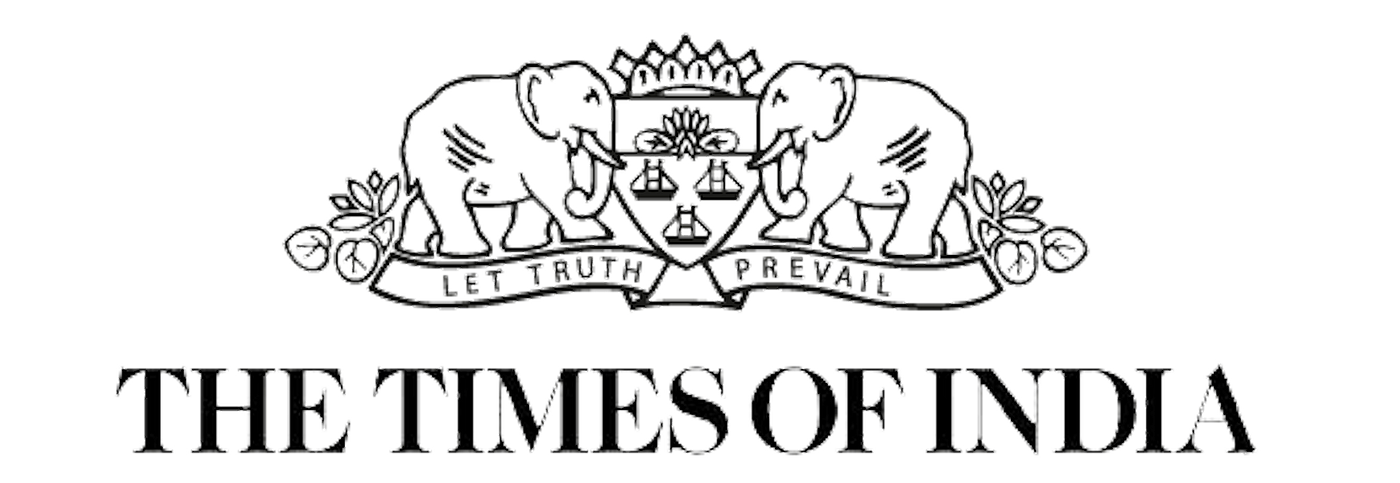 LET TRUTH PREVAIL
THE TIMES OF INDIA